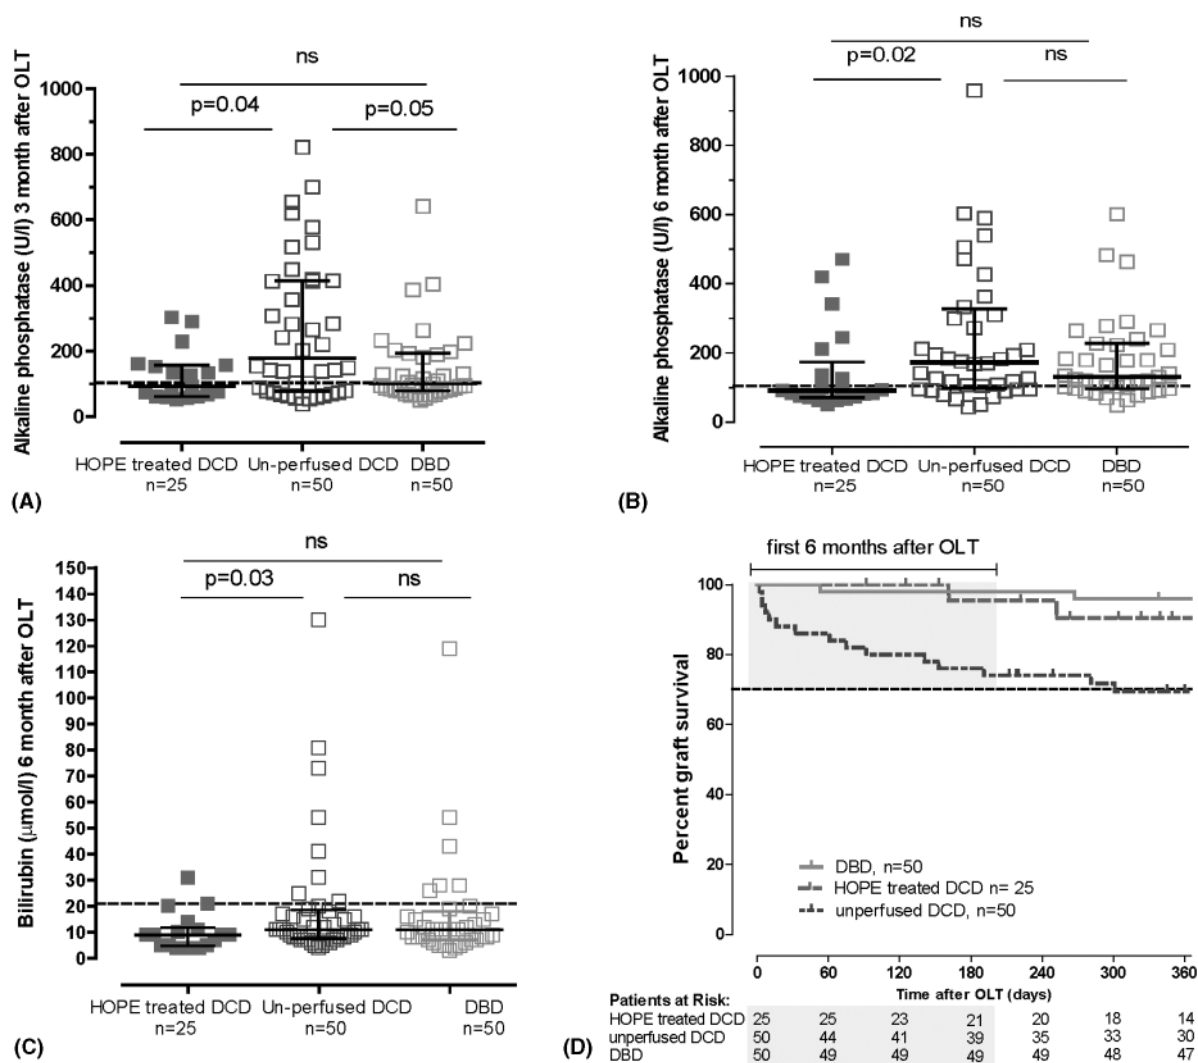 ns
p=0.04
p=0.05
Alkaline phosphatase (U/l) 3 month after OLT
1000
800
600
400
200
0
HOPE treated DCD
n=25
Un-perfused DCD
n=50
DBD
n=50
(A)
ns
p=0.02
ns
Alkaline phosphatase (U/l) 6 month after OLT
1000
800
600
400
200
0
HOPE treated DCD
n=25
Un-perfused DCD
n=50
DBD
n=50
(B)
ns
p=0.03
ns
Bilirubin (µmol/l) 6 month after OLT
150
140
130
120
110
100
90
80
70
60
50
40
30
20
10
0
HOPE treated DCD
n=25
Un-perfused DCD
n=50
DBD
n=50
(C)
first 6 months after OLT
Percent graft survival
100
80
60
40
20
0
DBD, n=50
HOPE treated DCD n= 25
unperfused DCD, n=50
0 60 120 180 240 300 360
Time after OLT (days)
Patients at Risk:
HOPE treated DCD 25 25 23 21 20 18 14
unperfused DCD 50 44 41 39 35 33 30
DBD 50 49 49 49 49 48 47
(D)